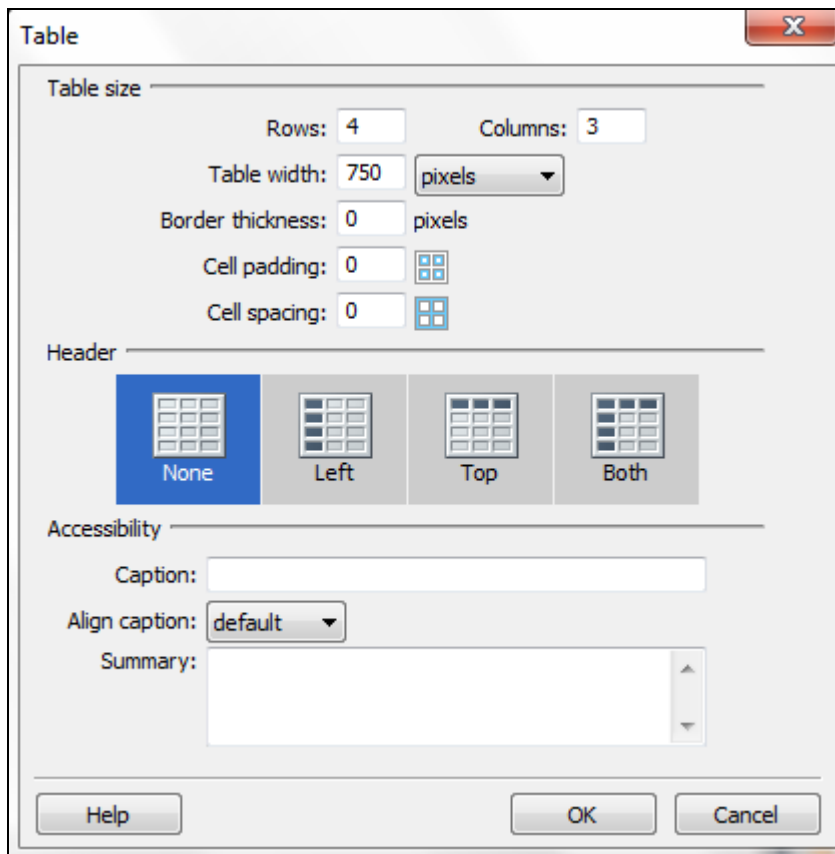 Table
Table size
Rows: 4 Columns: 3
Table width: 750 pixels
Border thickness: 0 pixels
Cell padding: 0
Cell spacing: 0
Header
None Left Top Both
Accessibility
Caption:
Align caption: default
Summary:
Help OK Cancel